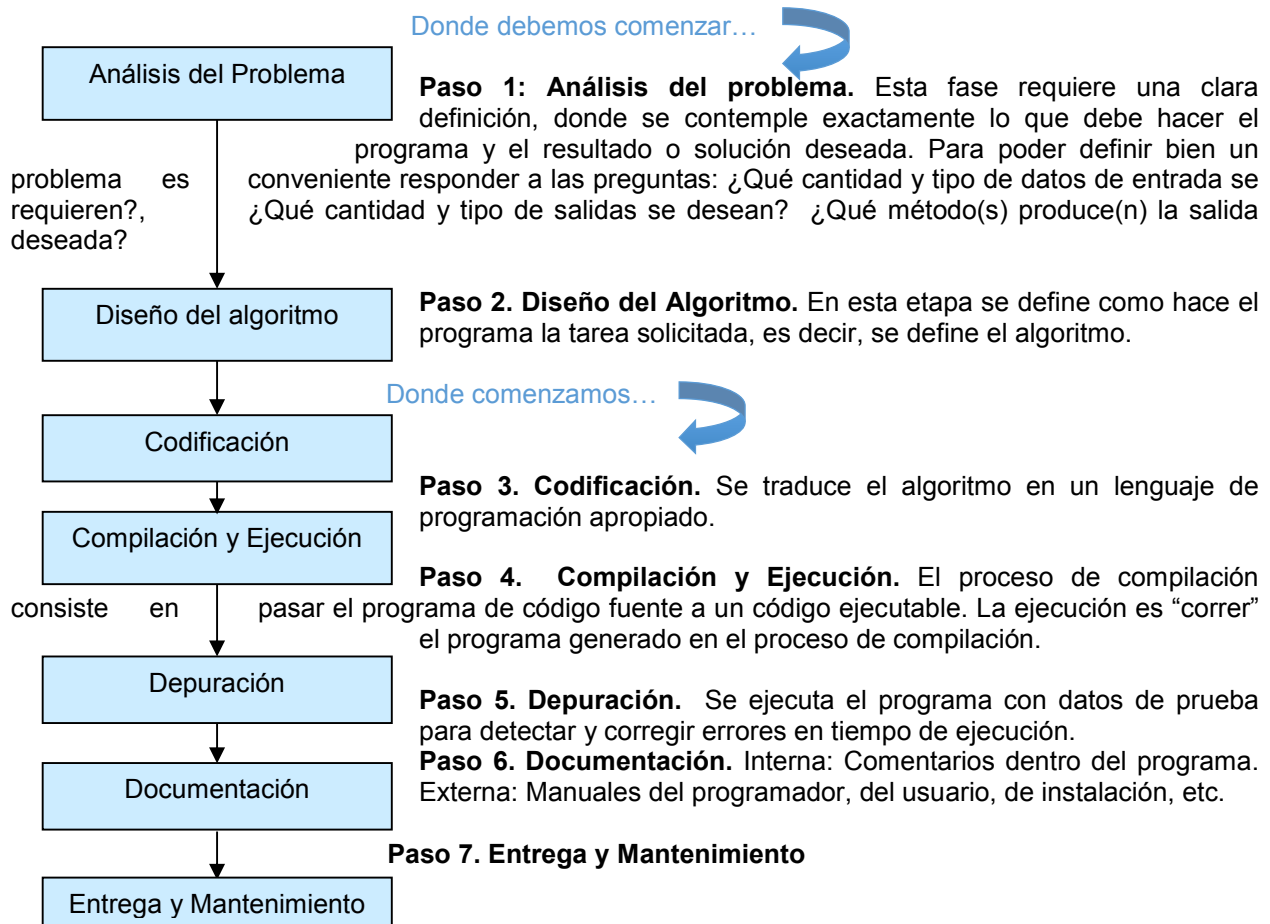 Donde debemos comenzar…
Análisis del Problema
Paso 1: Análisis del problema. Esta fase requiere una clara
definición, donde se contemple exactamente lo que debe hacer el
programa y el resultado o solución deseada. Para poder definir bien un
problema es conveniente responder a las preguntas: ¿Qué cantidad y tipo de datos de entrada se
requieren?, ¿Qué cantidad y tipo de salidas se desean? ¿Qué método(s) produce(n) la salida
deseada?
Diseño del algoritmo
Paso 2. Diseño del Algoritmo. En esta etapa se define como hace el
programa la tarea solicitada, es decir, se define el algoritmo.
Donde comenzamos…
Codificación
Paso 3. Codificación. Se traduce el algoritmo en un lenguaje de
programación apropiado.
Compilación y Ejecución
Paso 4. Compilación y Ejecución. El proceso de compilación
consiste en pasar el programa de código fuente a un código ejecutable. La ejecución es “correr”
el programa generado en el proceso de compilación.
Depuración
Paso 5. Depuración. Se ejecuta el programa con datos de prueba
para detectar y corregir errores en tiempo de ejecución.
Paso 6. Documentación. Interna: Comentarios dentro del programa.
Externa: Manuales del programador, del usuario, de instalación, etc.
Documentación
Paso 7. Entrega y Mantenimiento
Entrega y Mantenimiento